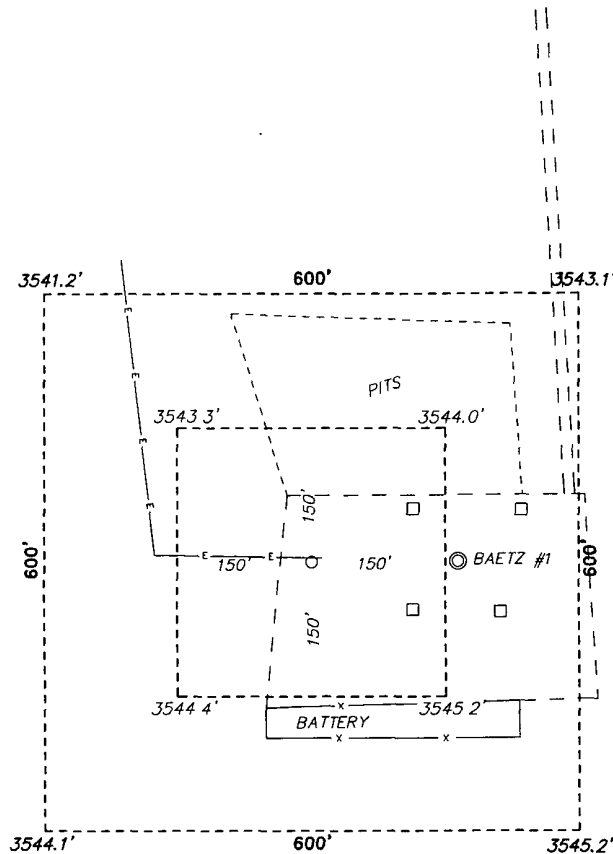 3541.2' 600' 3543.1'
E
E
PITS
3543 3' 3544.0'
E
E
150'
600' E E 150' 150' BAETZ #1 600'
150'
3544 4' 3545 2'
x
BATTERY
x x
3544.1' 600' 3545.2'